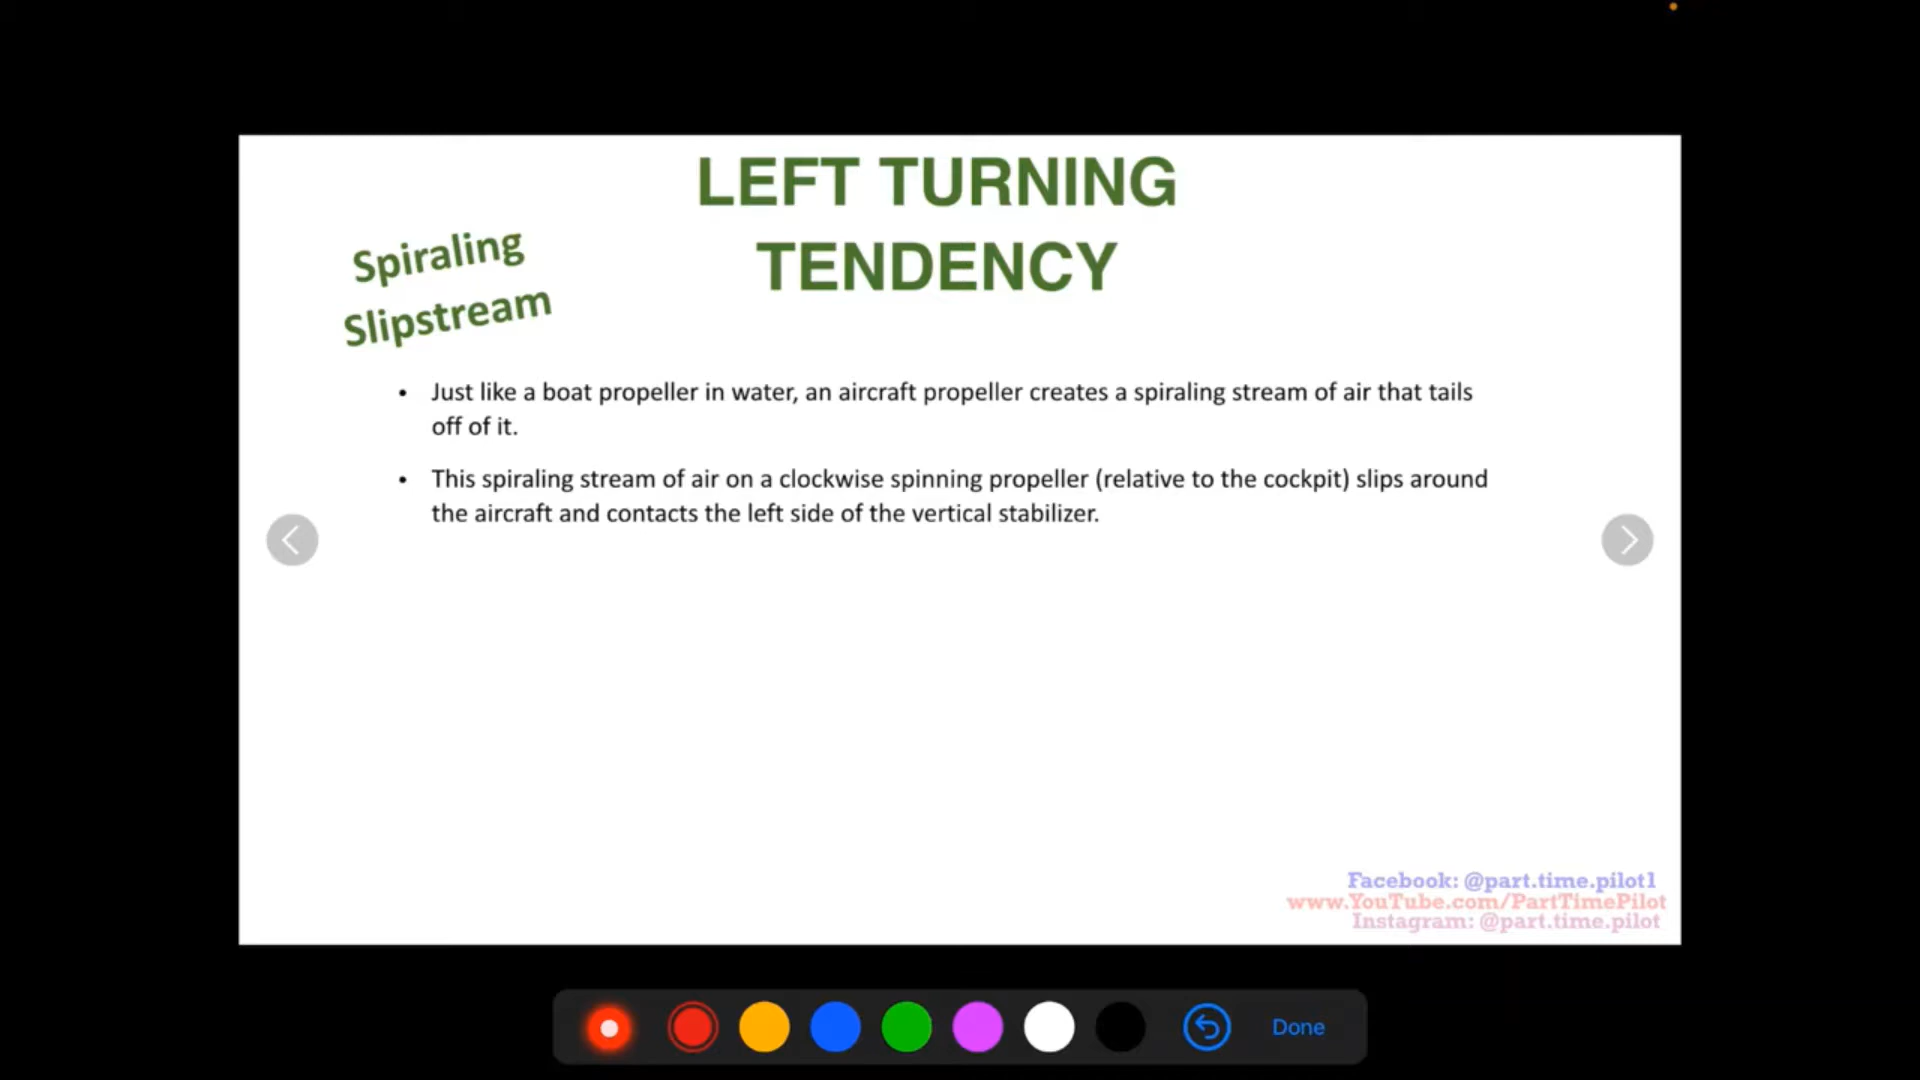 LEFT TURNING
TENDENCY
Spiraling
Slipstream
• Just like a boat propeller in water, an aircraft propeller creates a spiraling stream of air that tails
off of it.
• This spiraling stream of air on a clockwise spinning propeller (relative to the cockpit) slips around
the aircraft and contacts the left side of the vertical stabilizer.
Facebook: @part.time.pilot1
www.YouTube.com/PartTimePilot
Instagram: @part.time.pilot
Done